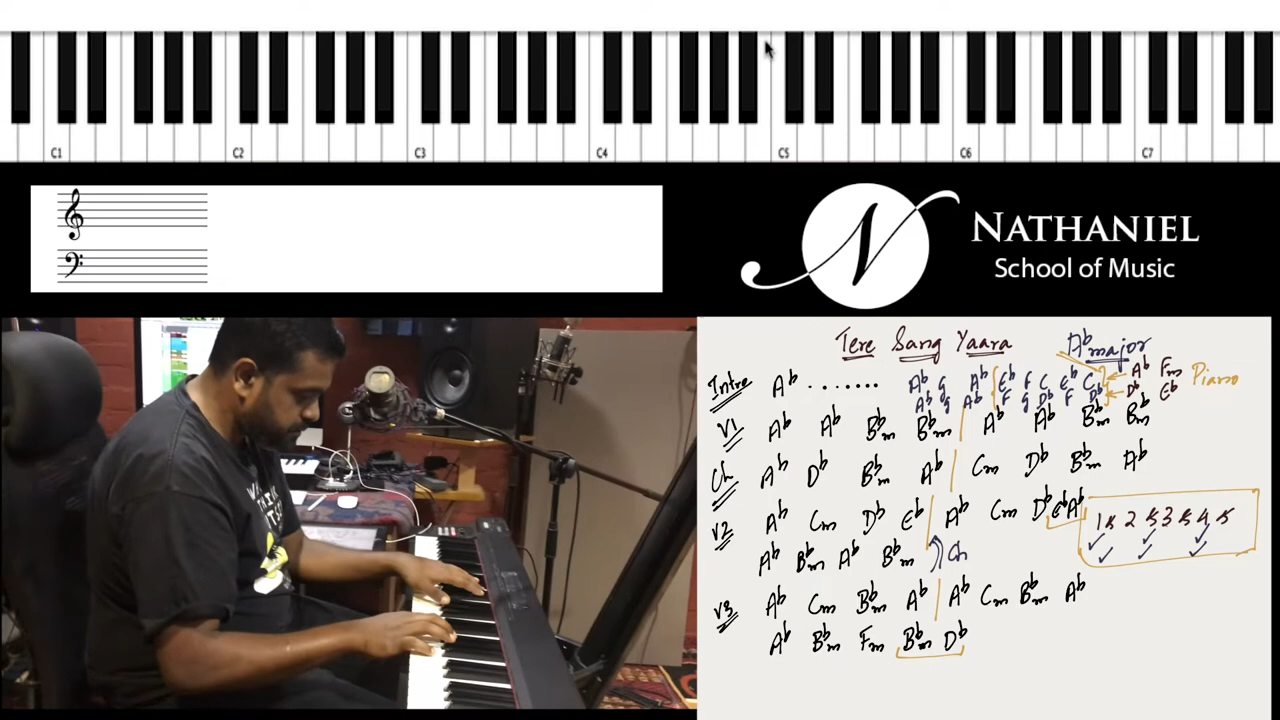 C1 C2 C3 C4 C5 C6 C7
NATHANIEL
School of Music
Tere Sang Yaara
A♭ major
Intro A♭ ........ A♭ G A♭ E♭ F C E♭ C A♭ Fm Piano
A♭ g A♭ F g D♭ F D♭ D♭ E♭
V1 A♭ A♭ B♭m B♭m A♭ A♭ B♭m B♭m
Ch A♭ D♭ B♭m A♭ Cm D♭ B♭m A♭
V2 A♭ Cm D♭ E♭ A♭ Cm D♭ E♭ A♭
1 & 2 & 3 & 4 &
A♭ B♭m A♭ B♭m Ch
V3 A♭ Cm B♭m A♭ A♭ Cm B♭m A♭
A♭ B♭m Fm B♭m D♭